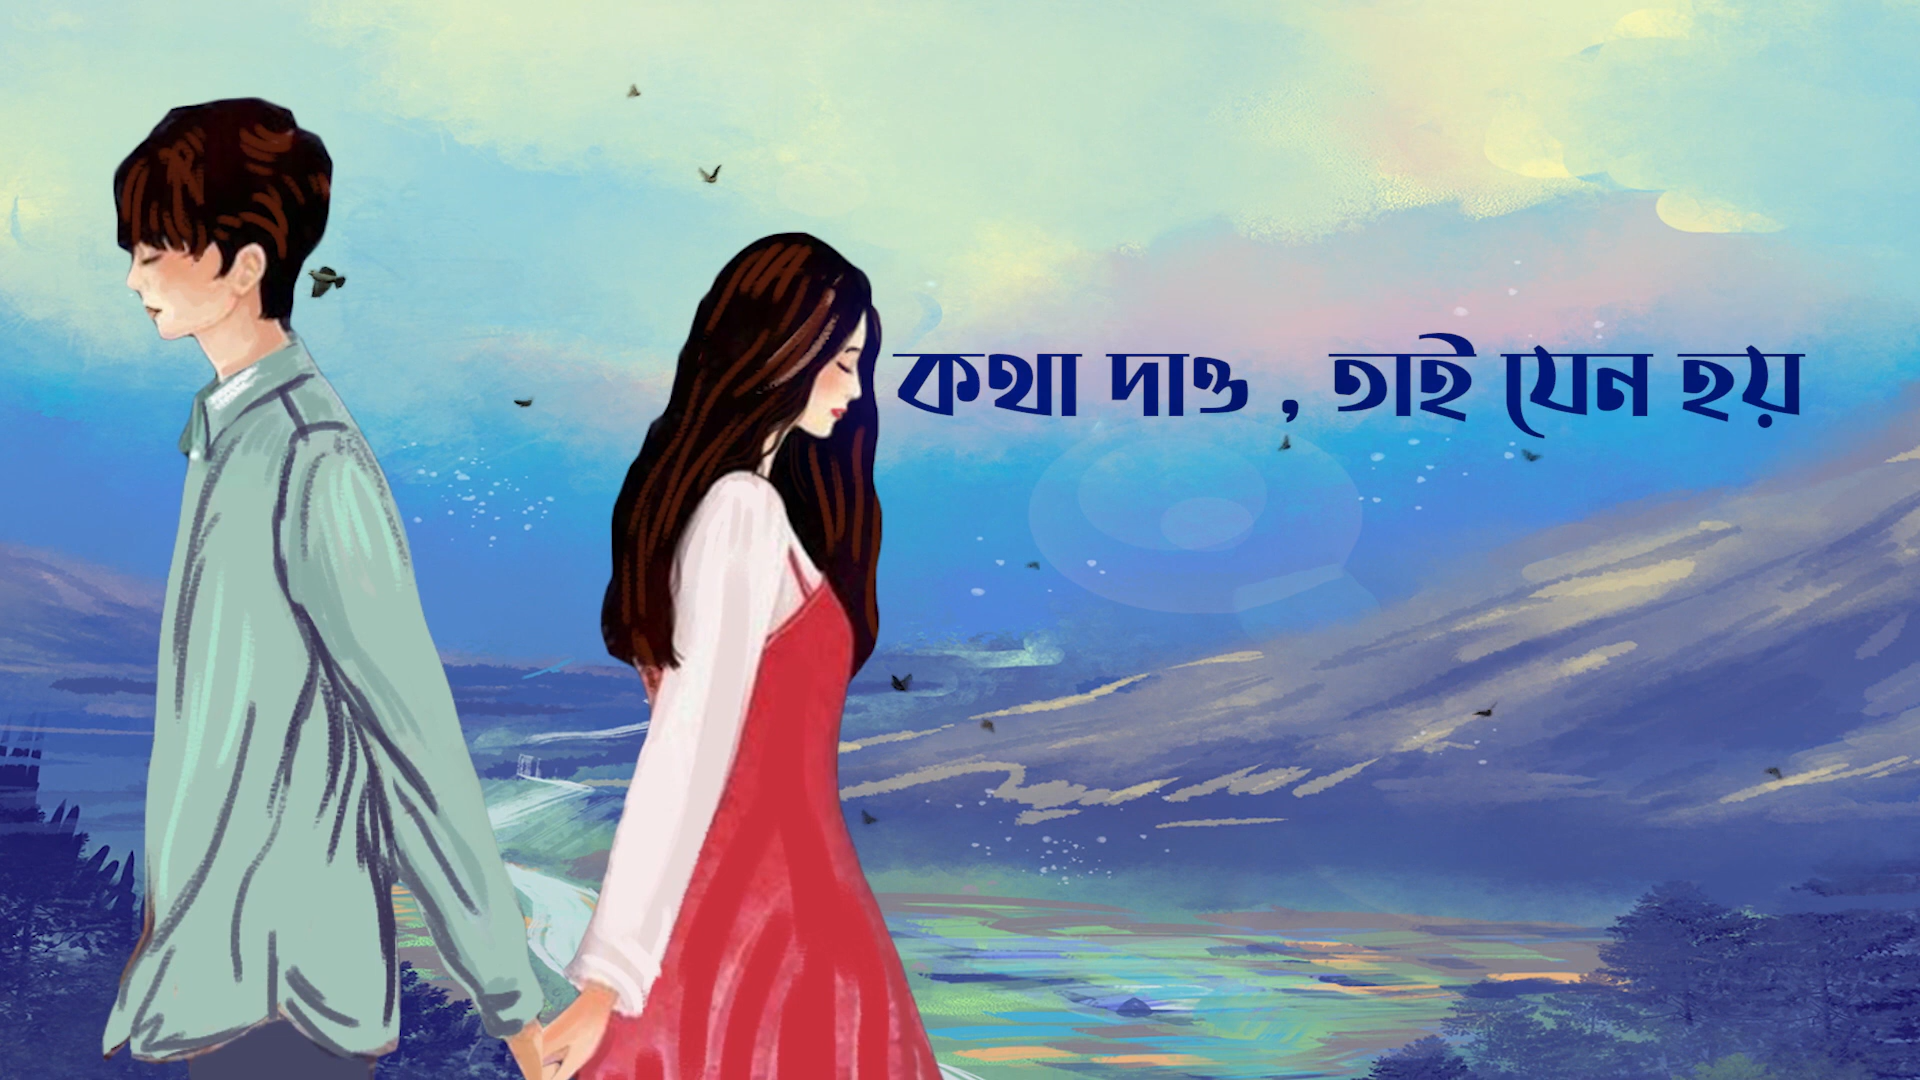 কথা দাও , তাই যেন হয়